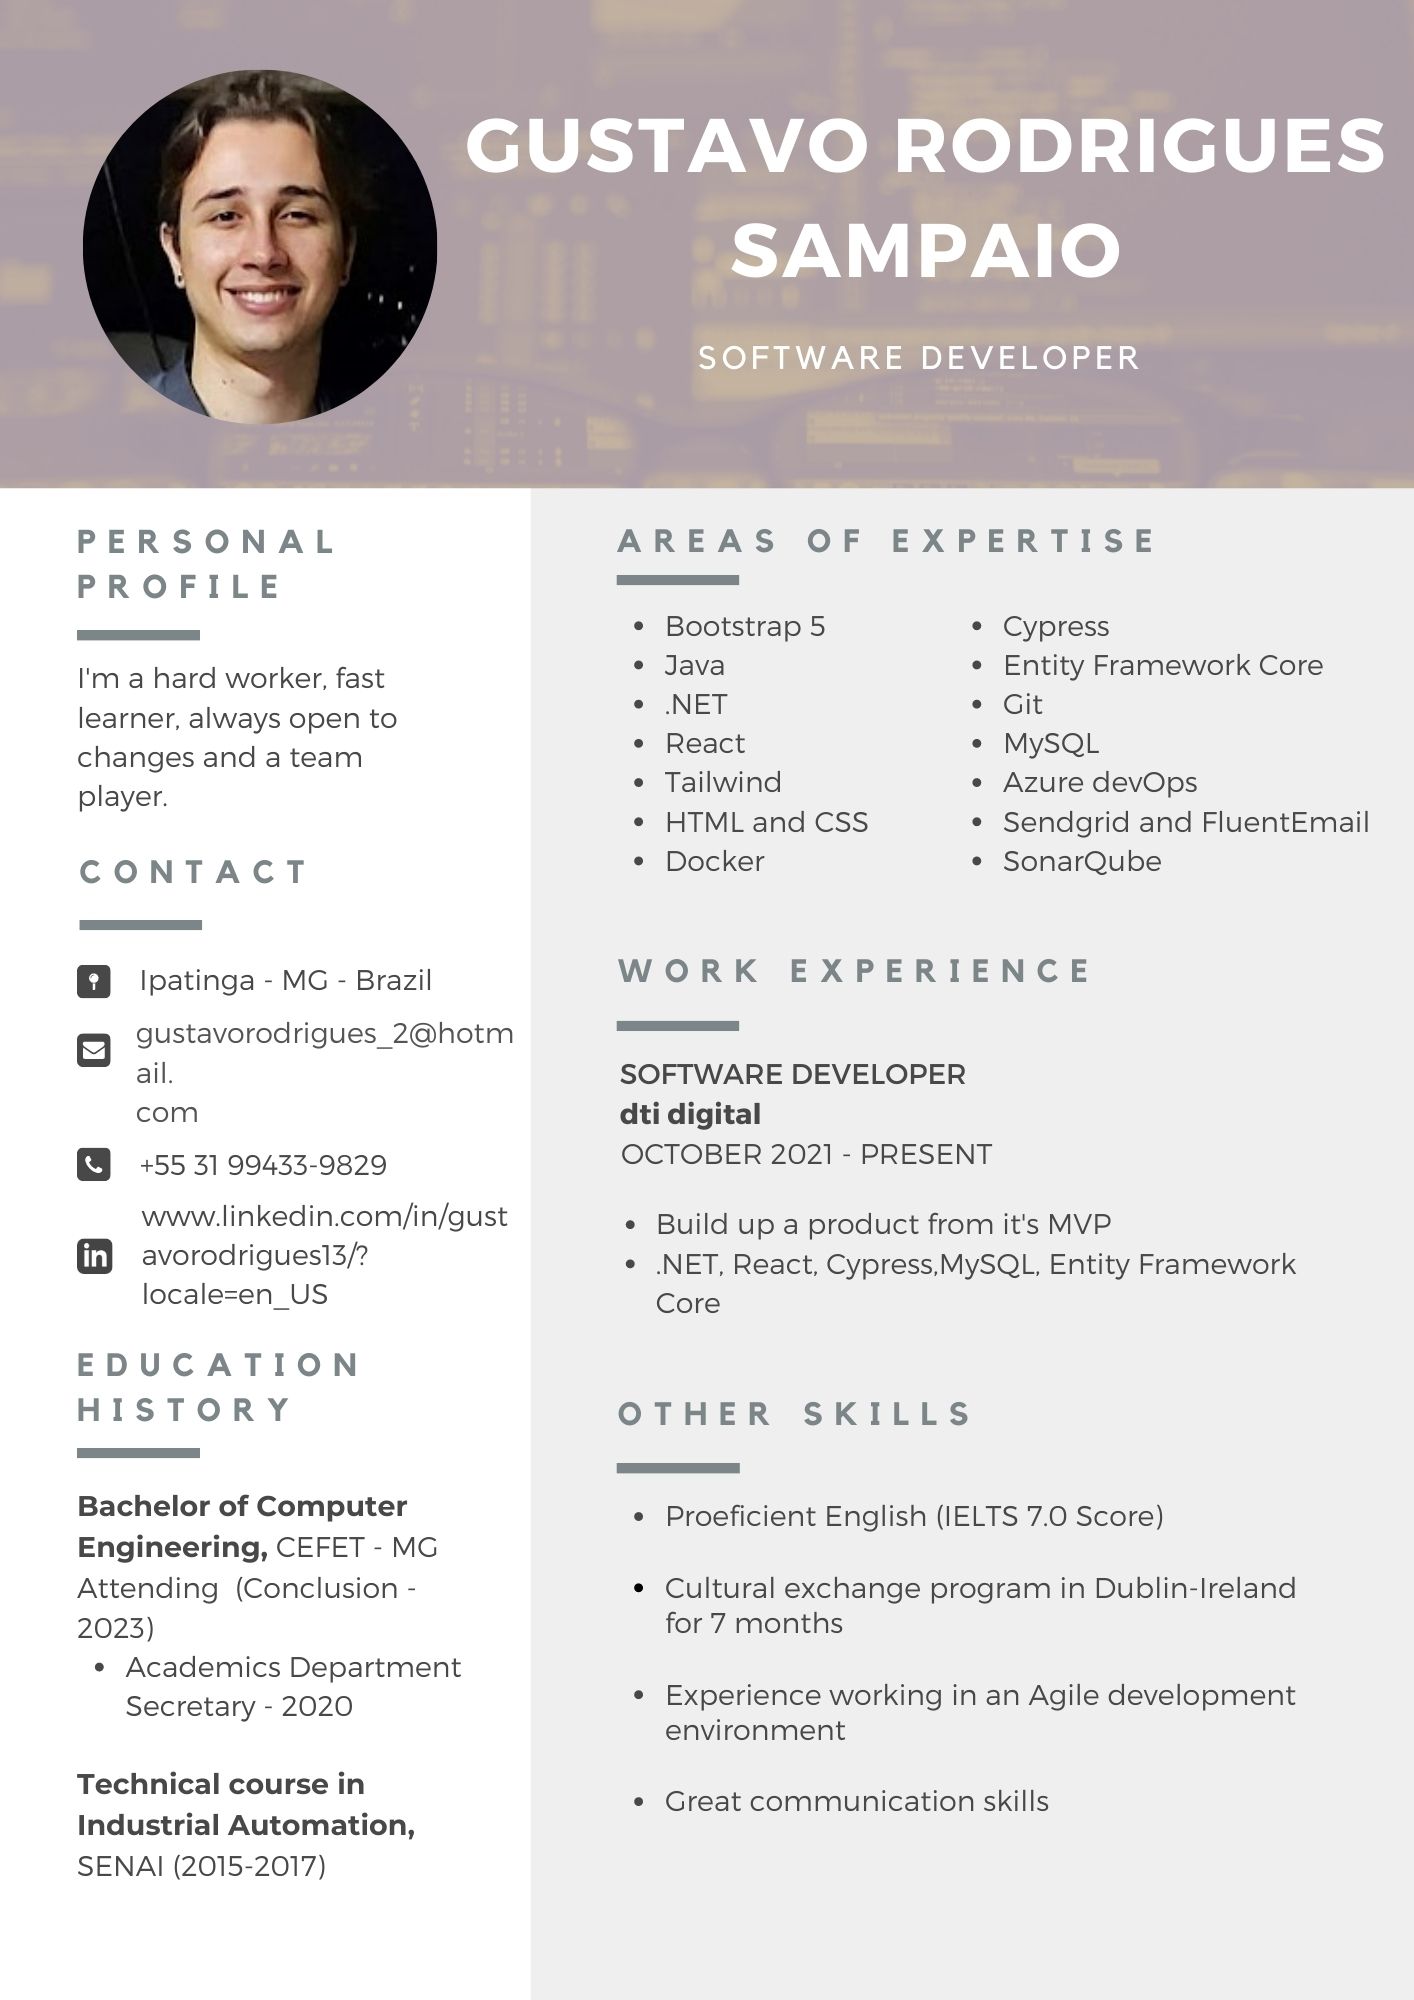 GUSTAVO RODRIGUES
SAMPAIO
SOFTWARE DEVELOPER
PERSONAL
PROFILE
I'm a hard worker, fast
learner, always open to
changes and a team
player.
CONTACT
Ipatinga - MG - Brazil
gustavorodrigues_2@hotm
ail.
com
+55 31 99433-9829
www.linkedin.com/in/gust
avorodrigues13/?
locale=en_US
EDUCATION
HISTORY
Bachelor of Computer
Engineering, CEFET - MG
Attending (Conclusion -
2023)
• Academics Department
Secretary - 2020
Technical course in
Industrial Automation,
SENAI (2015-2017)
AREAS OF EXPERTISE
• Bootstrap 5
• Java
• .NET
• React
• Tailwind
• HTML and CSS
• Docker
• Cypress
• Entity Framework Core
• Git
• MySQL
• Azure devOps
• Sendgrid and FluentEmail
• SonarQube
WORK EXPERIENCE
SOFTWARE DEVELOPER
dti digital
OCTOBER 2021 - PRESENT
• Build up a product from it's MVP
• .NET, React, Cypress,MySQL, Entity Framework
Core
OTHER SKILLS
• Proeficient English (IELTS 7.0 Score)
• Cultural exchange program in Dublin-Ireland
for 7 months
• Experience working in an Agile development
environment
• Great communication skills